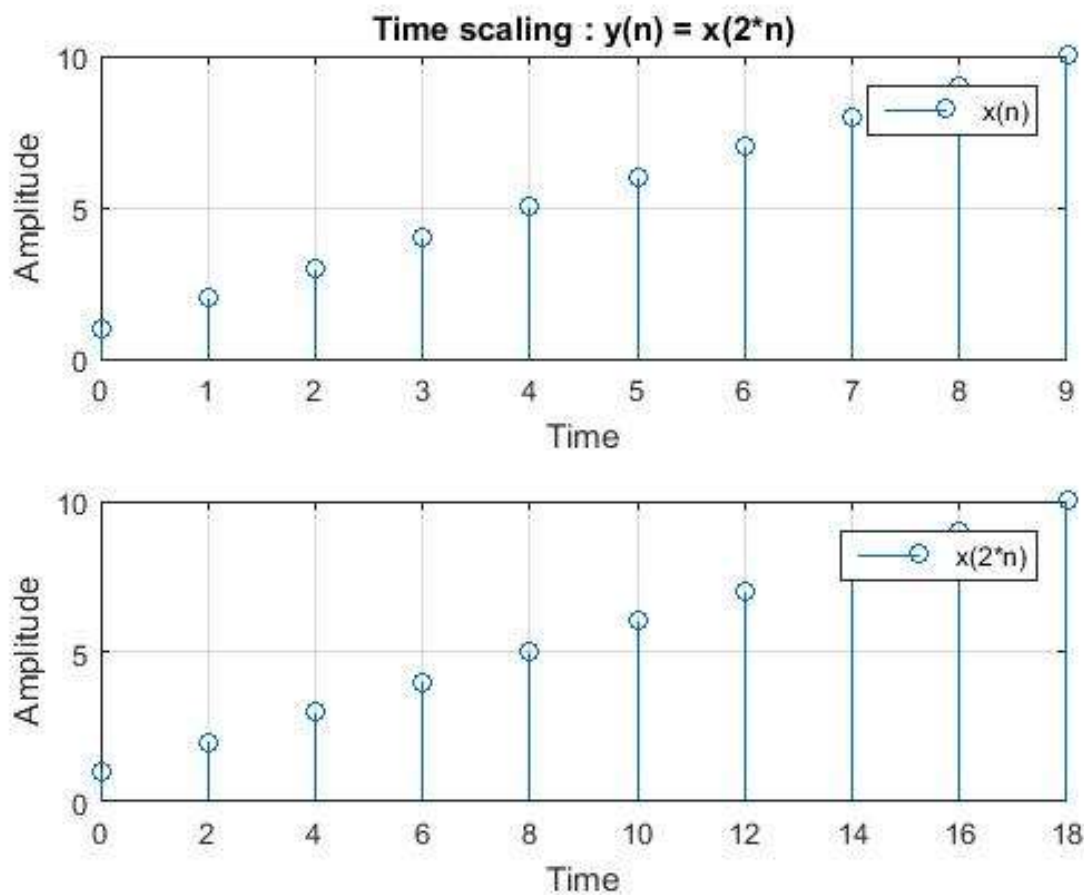 Time scaling : y(n) = x(2*n)
10
5
0
Amplitude
x(n)
0 1 2 3 4 5 6 7 8 9
Time
10
5
0
Amplitude
x(2*n)
0 2 4 6 8 10 12 14 16 18
Time